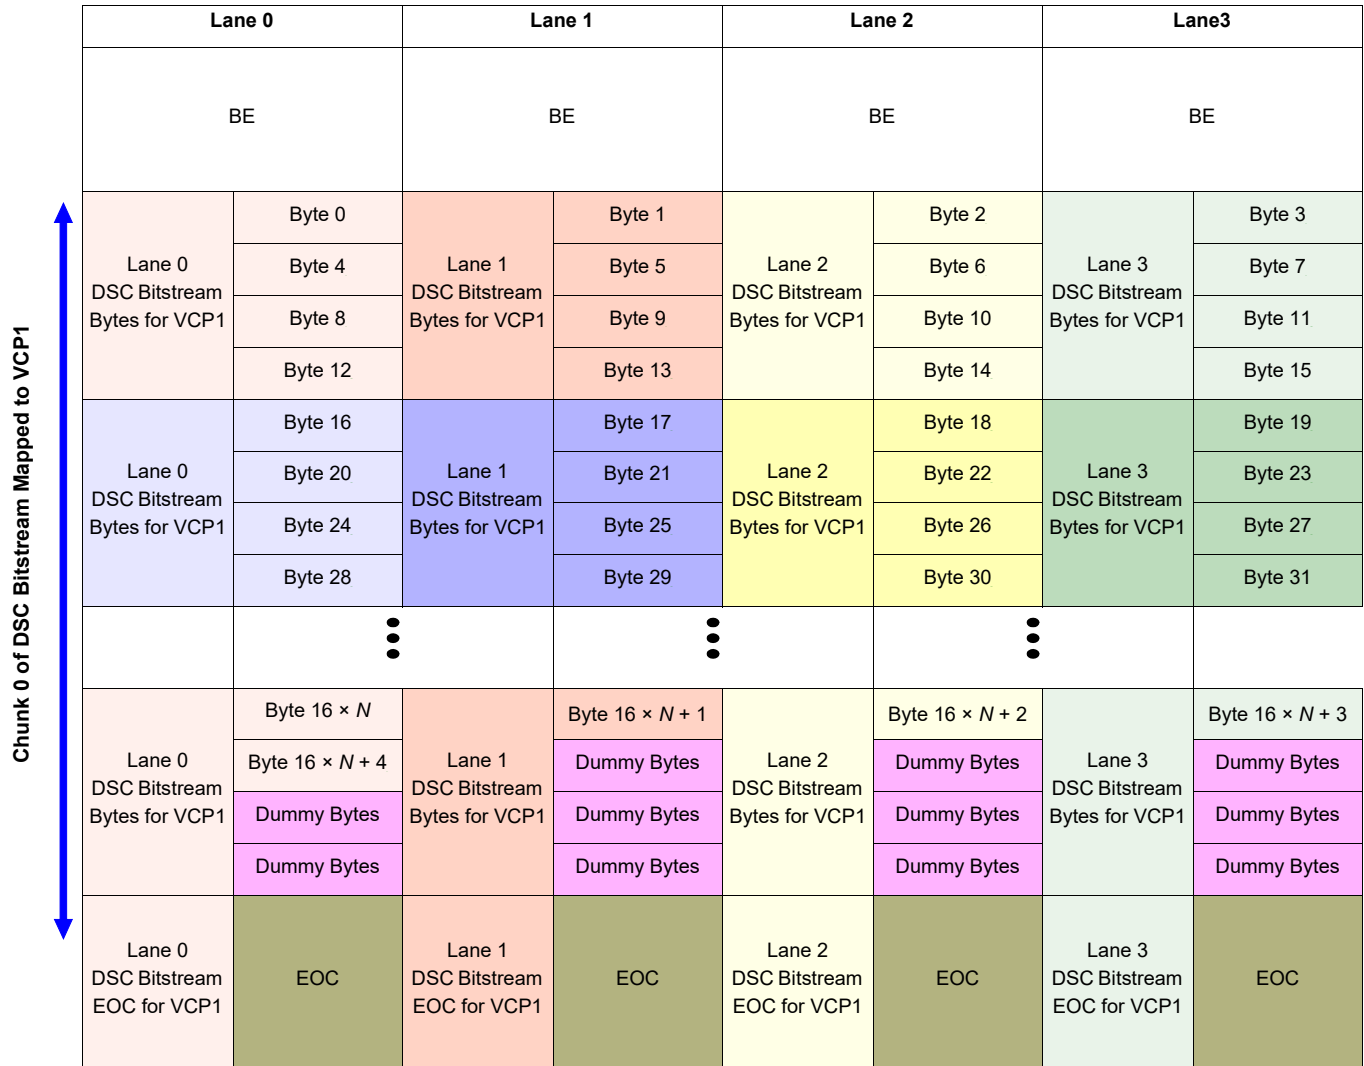 Lane 0 Lane 1 Lane 2 Lane3
BE BE BE BE
Chunk 0 of DSC Bitstream Mapped to VCP1
Lane 0
DSC Bitstream
Bytes for VCP1
Byte 0
Byte 4
Byte 8
Byte 12
Lane 1
DSC Bitstream
Bytes for VCP1
Byte 1
Byte 5
Byte 9
Byte 13
Lane 2
DSC Bitstream
Bytes for VCP1
Byte 2
Byte 6
Byte 10
Byte 14
Lane 3
DSC Bitstream
Bytes for VCP1
Byte 3
Byte 7
Byte 11
Byte 15
Lane 0
DSC Bitstream
Bytes for VCP1
Byte 16
Byte 20
Byte 24
Byte 28
Lane 1
DSC Bitstream
Bytes for VCP1
Byte 17
Byte 21
Byte 25
Byte 29
Lane 2
DSC Bitstream
Bytes for VCP1
Byte 18
Byte 22
Byte 26
Byte 30
Lane 3
DSC Bitstream
Bytes for VCP1
Byte 19
Byte 23
Byte 27
Byte 31
Lane 0
DSC Bitstream
Bytes for VCP1
Byte 16 × N
Byte 16 × N + 4
Dummy Bytes
Dummy Bytes
Lane 1
DSC Bitstream
Bytes for VCP1
Byte 16 × N + 1
Dummy Bytes
Dummy Bytes
Dummy Bytes
Lane 2
DSC Bitstream
Bytes for VCP1
Byte 16 × N + 2
Dummy Bytes
Dummy Bytes
Dummy Bytes
Lane 3
DSC Bitstream
Bytes for VCP1
Byte 16 × N + 3
Dummy Bytes
Dummy Bytes
Dummy Bytes
Lane 0
DSC Bitstream
EOC for VCP1
EOC
Lane 1
DSC Bitstream
EOC for VCP1
EOC
Lane 2
DSC Bitstream
EOC for VCP1
EOC
Lane 3
DSC Bitstream
EOC for VCP1
EOC